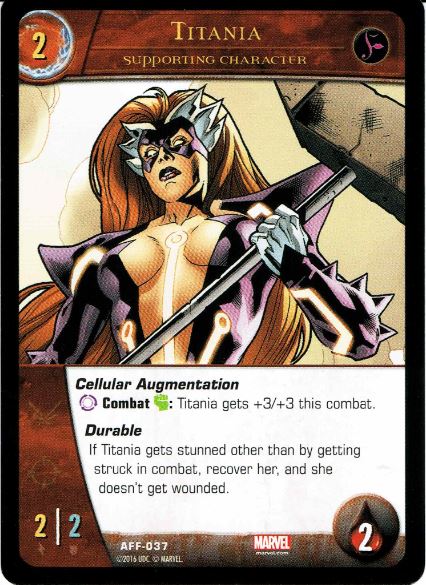 2
Titania
Supporting Character
Cellular Augmentation
Combat : Titania gets +3/+3 this combat.
Durable
If Titania gets stunned other than by getting
struck in combat, recover her, and she
doesn't get wounded.
2 | 2
AFF-037
©2016 UDC. © MARVEL.
MARVEL
marvel.com
2